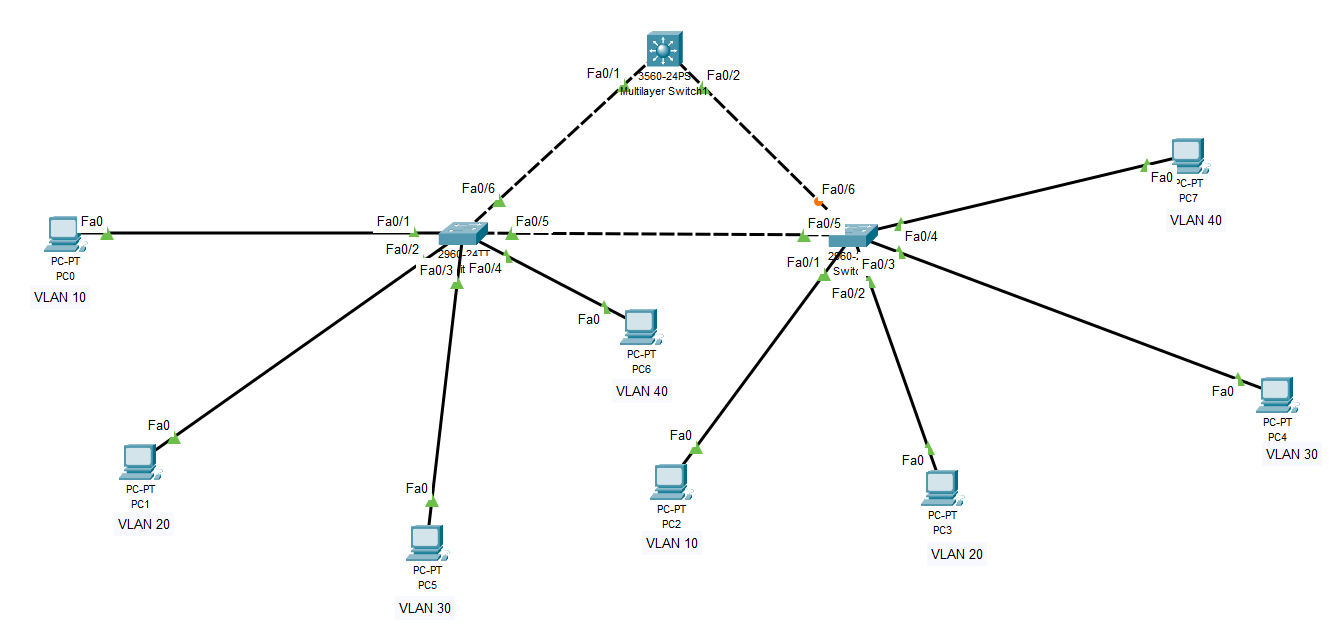 Fa0/1
Fa0/2
3560-24PS
Multilayer Switch1
Fa0/6
Fa0/6
Fa0
PC-PT
PC7
VLAN 40
Fa0
Fa0/1
Fa0/5
Fa0/5
Fa0/4
Fa0/2
2960-24TT
Fa0/3
Fa0/4
Fa0/1
Fa0/3
Fa0/2
PC-PT
PC0
VLAN 10
Fa0
PC-PT
PC6
VLAN 40
Fa0
PC-PT
PC4
VLAN 30
Fa0
PC-PT
PC1
VLAN 20
Fa0
PC-PT
PC2
VLAN 10
Fa0
PC-PT
PC3
VLAN 20
Fa0
PC-PT
PC5
VLAN 30